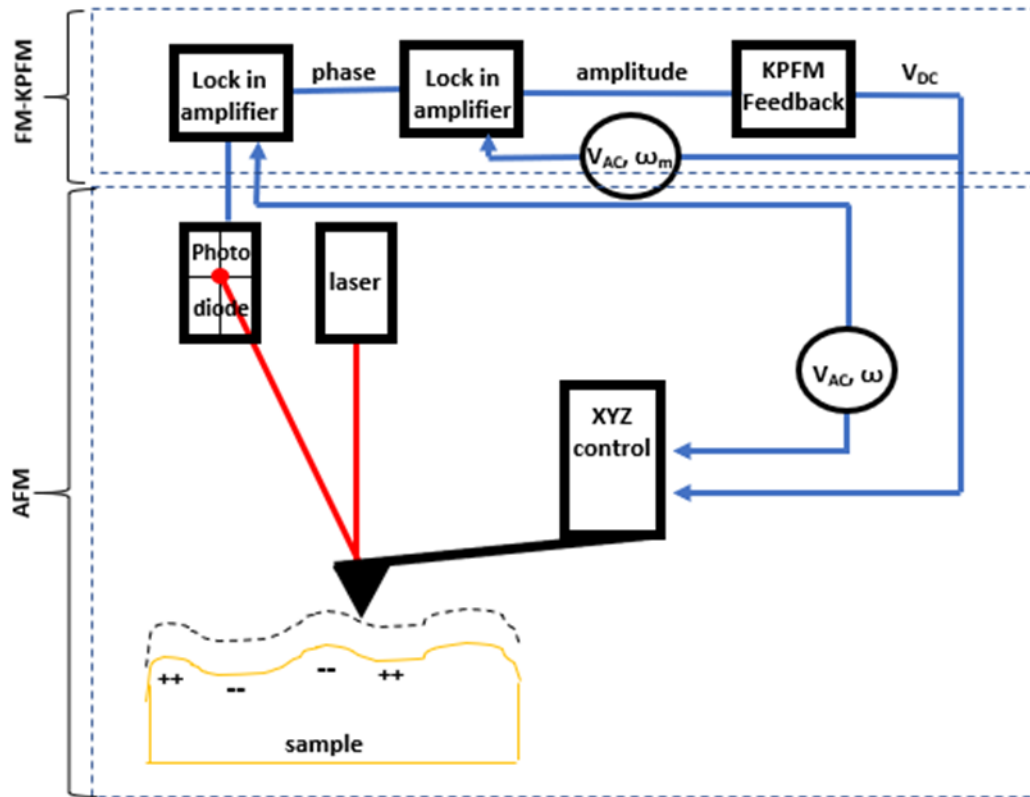 FM-KPFM
Lock in
amplifier
phase
Lock in
amplifier
amplitude
KPFM
Feedback
VDC
VAC, ωm
AFM
Photo
diode
laser
VAC, ω
XYZ
control
++
--
--
++
sample